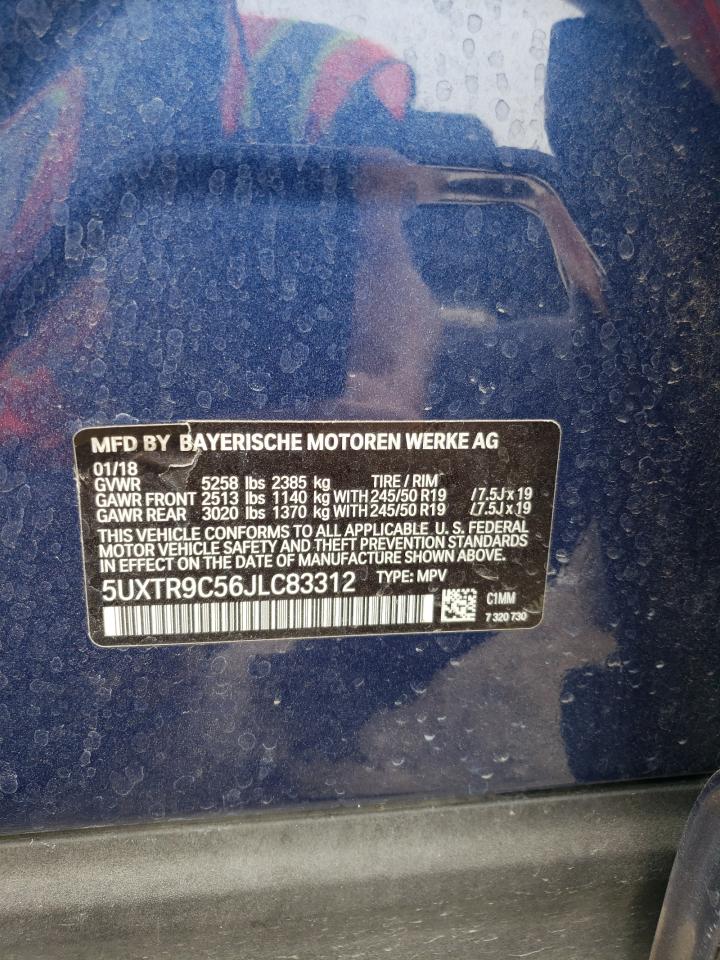 MFD BY BAYERISCHE MOTOREN WERKE AG
01/18
GVWR 5258 lbs 2385 kg TIRE / RIM
GAWR FRONT 2513 lbs 1140 kg WITH 245/50 R19 /7.5J x 19
GAWR REAR 3020 lbs 1370 kg WITH 245/50 R19 /7.5J x 19
THIS VEHICLE CONFORMS TO ALL APPLICABLE U. S. FEDERAL
MOTOR VEHICLE SAFETY AND THEFT PREVENTION STANDARDS
IN EFFECT ON THE DATE OF MANUFACTURE SHOWN ABOVE.
5UXTR9C56JLC83312 TYPE: MPV
C1MM
7 320 730